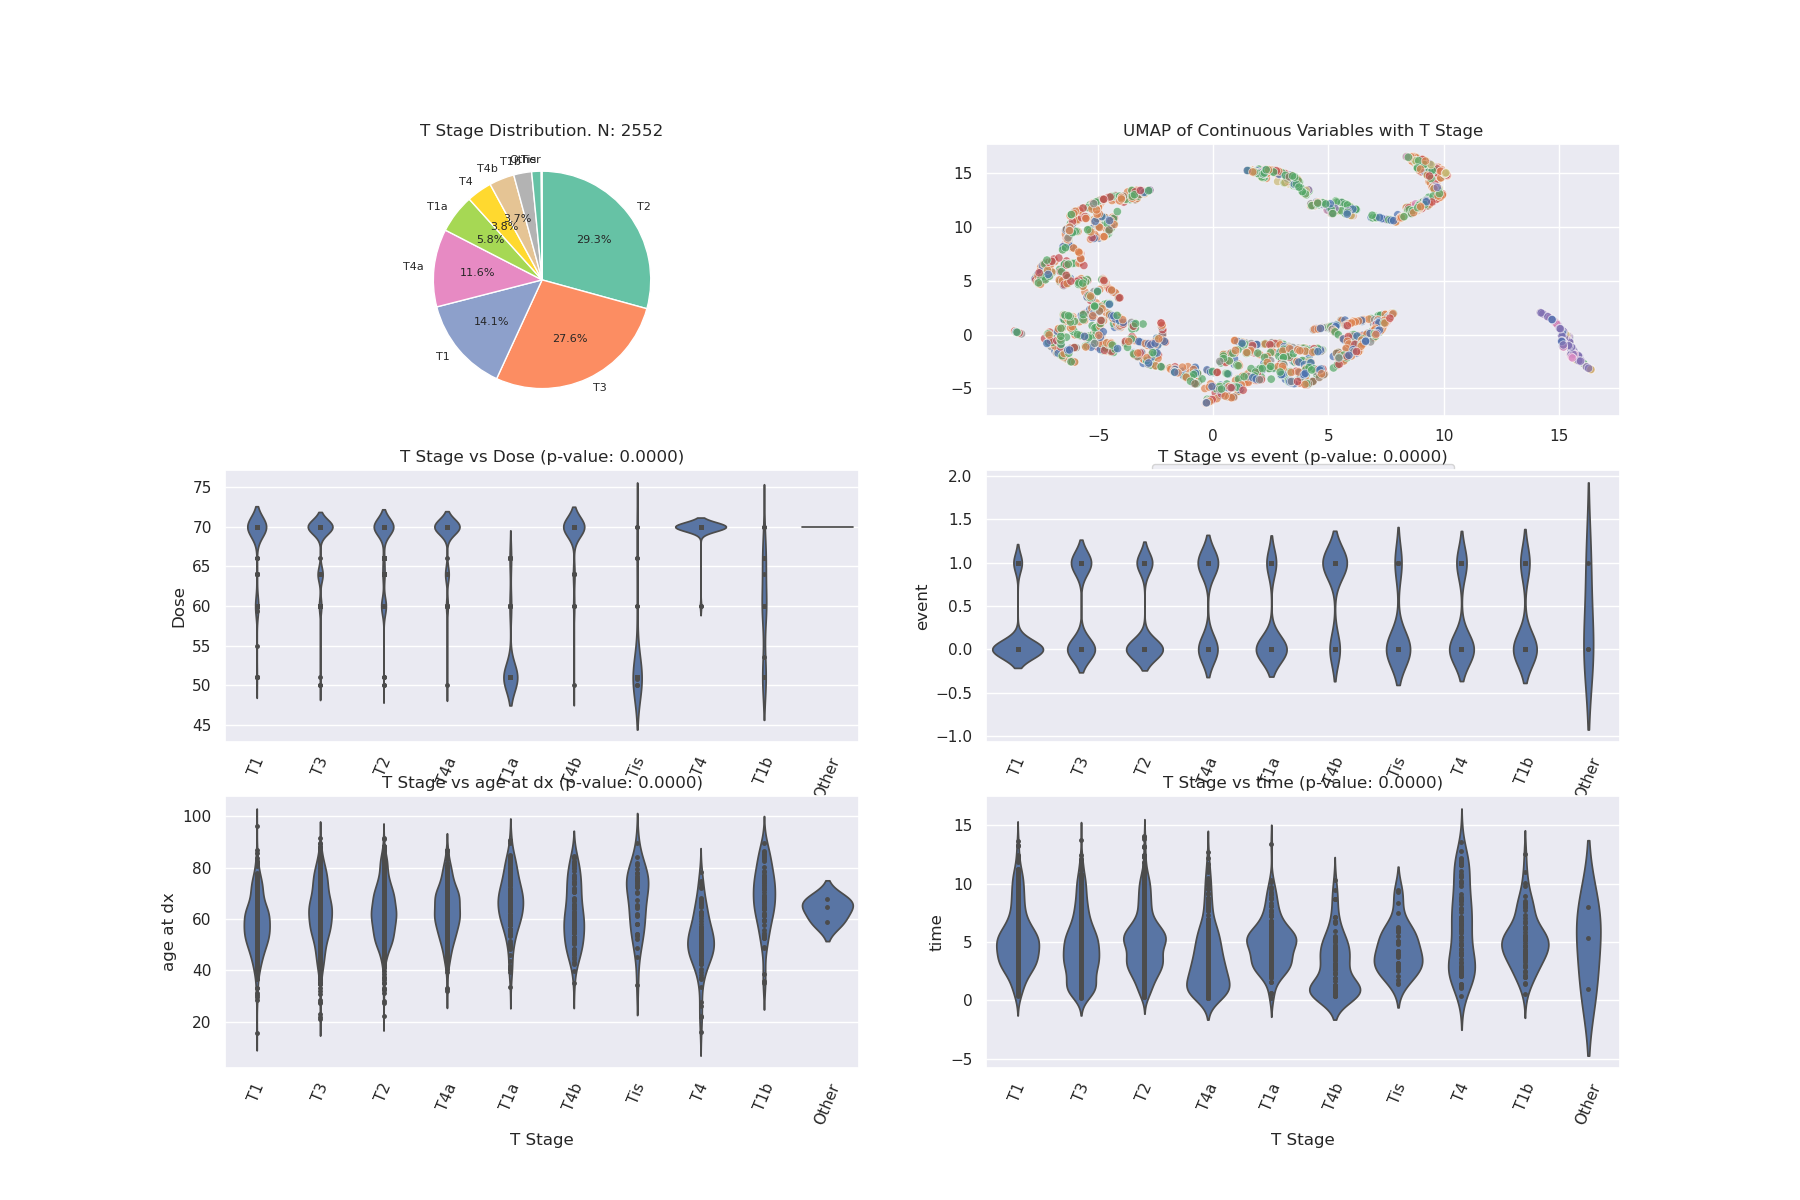 T Stage Distribution. N: 2552
T2
29.3%
T3
27.6%
T1
14.1%
T4a
11.6%
T1a
5.8%
T4
3.8%
T4b
3.7%
T1b
Other
Tis
UMAP of Continuous Variables with T Stage
15
10
5
0
−5
−5 0 5 10 15
T Stage vs Dose (p-value: 0.0000)
Dose
75
70
65
60
55
50
45
T1 T3 T2 T4a T1a T4b Tis T4 T1b Other
T Stage vs event (p-value: 0.0000)
event
2.0
1.5
1.0
0.5
0.0
−0.5
−1.0
T1 T3 T2 T4a T1a T4b Tis T4 T1b Other
T Stage vs age at dx (p-value: 0.0000)
age at dx
100
80
60
40
20
T1 T3 T2 T4a T1a T4b Tis T4 T1b Other
T Stage
T Stage vs time (p-value: 0.0000)
time
15
10
5
0
−5
T1 T3 T2 T4a T1a T4b Tis T4 T1b Other
T Stage